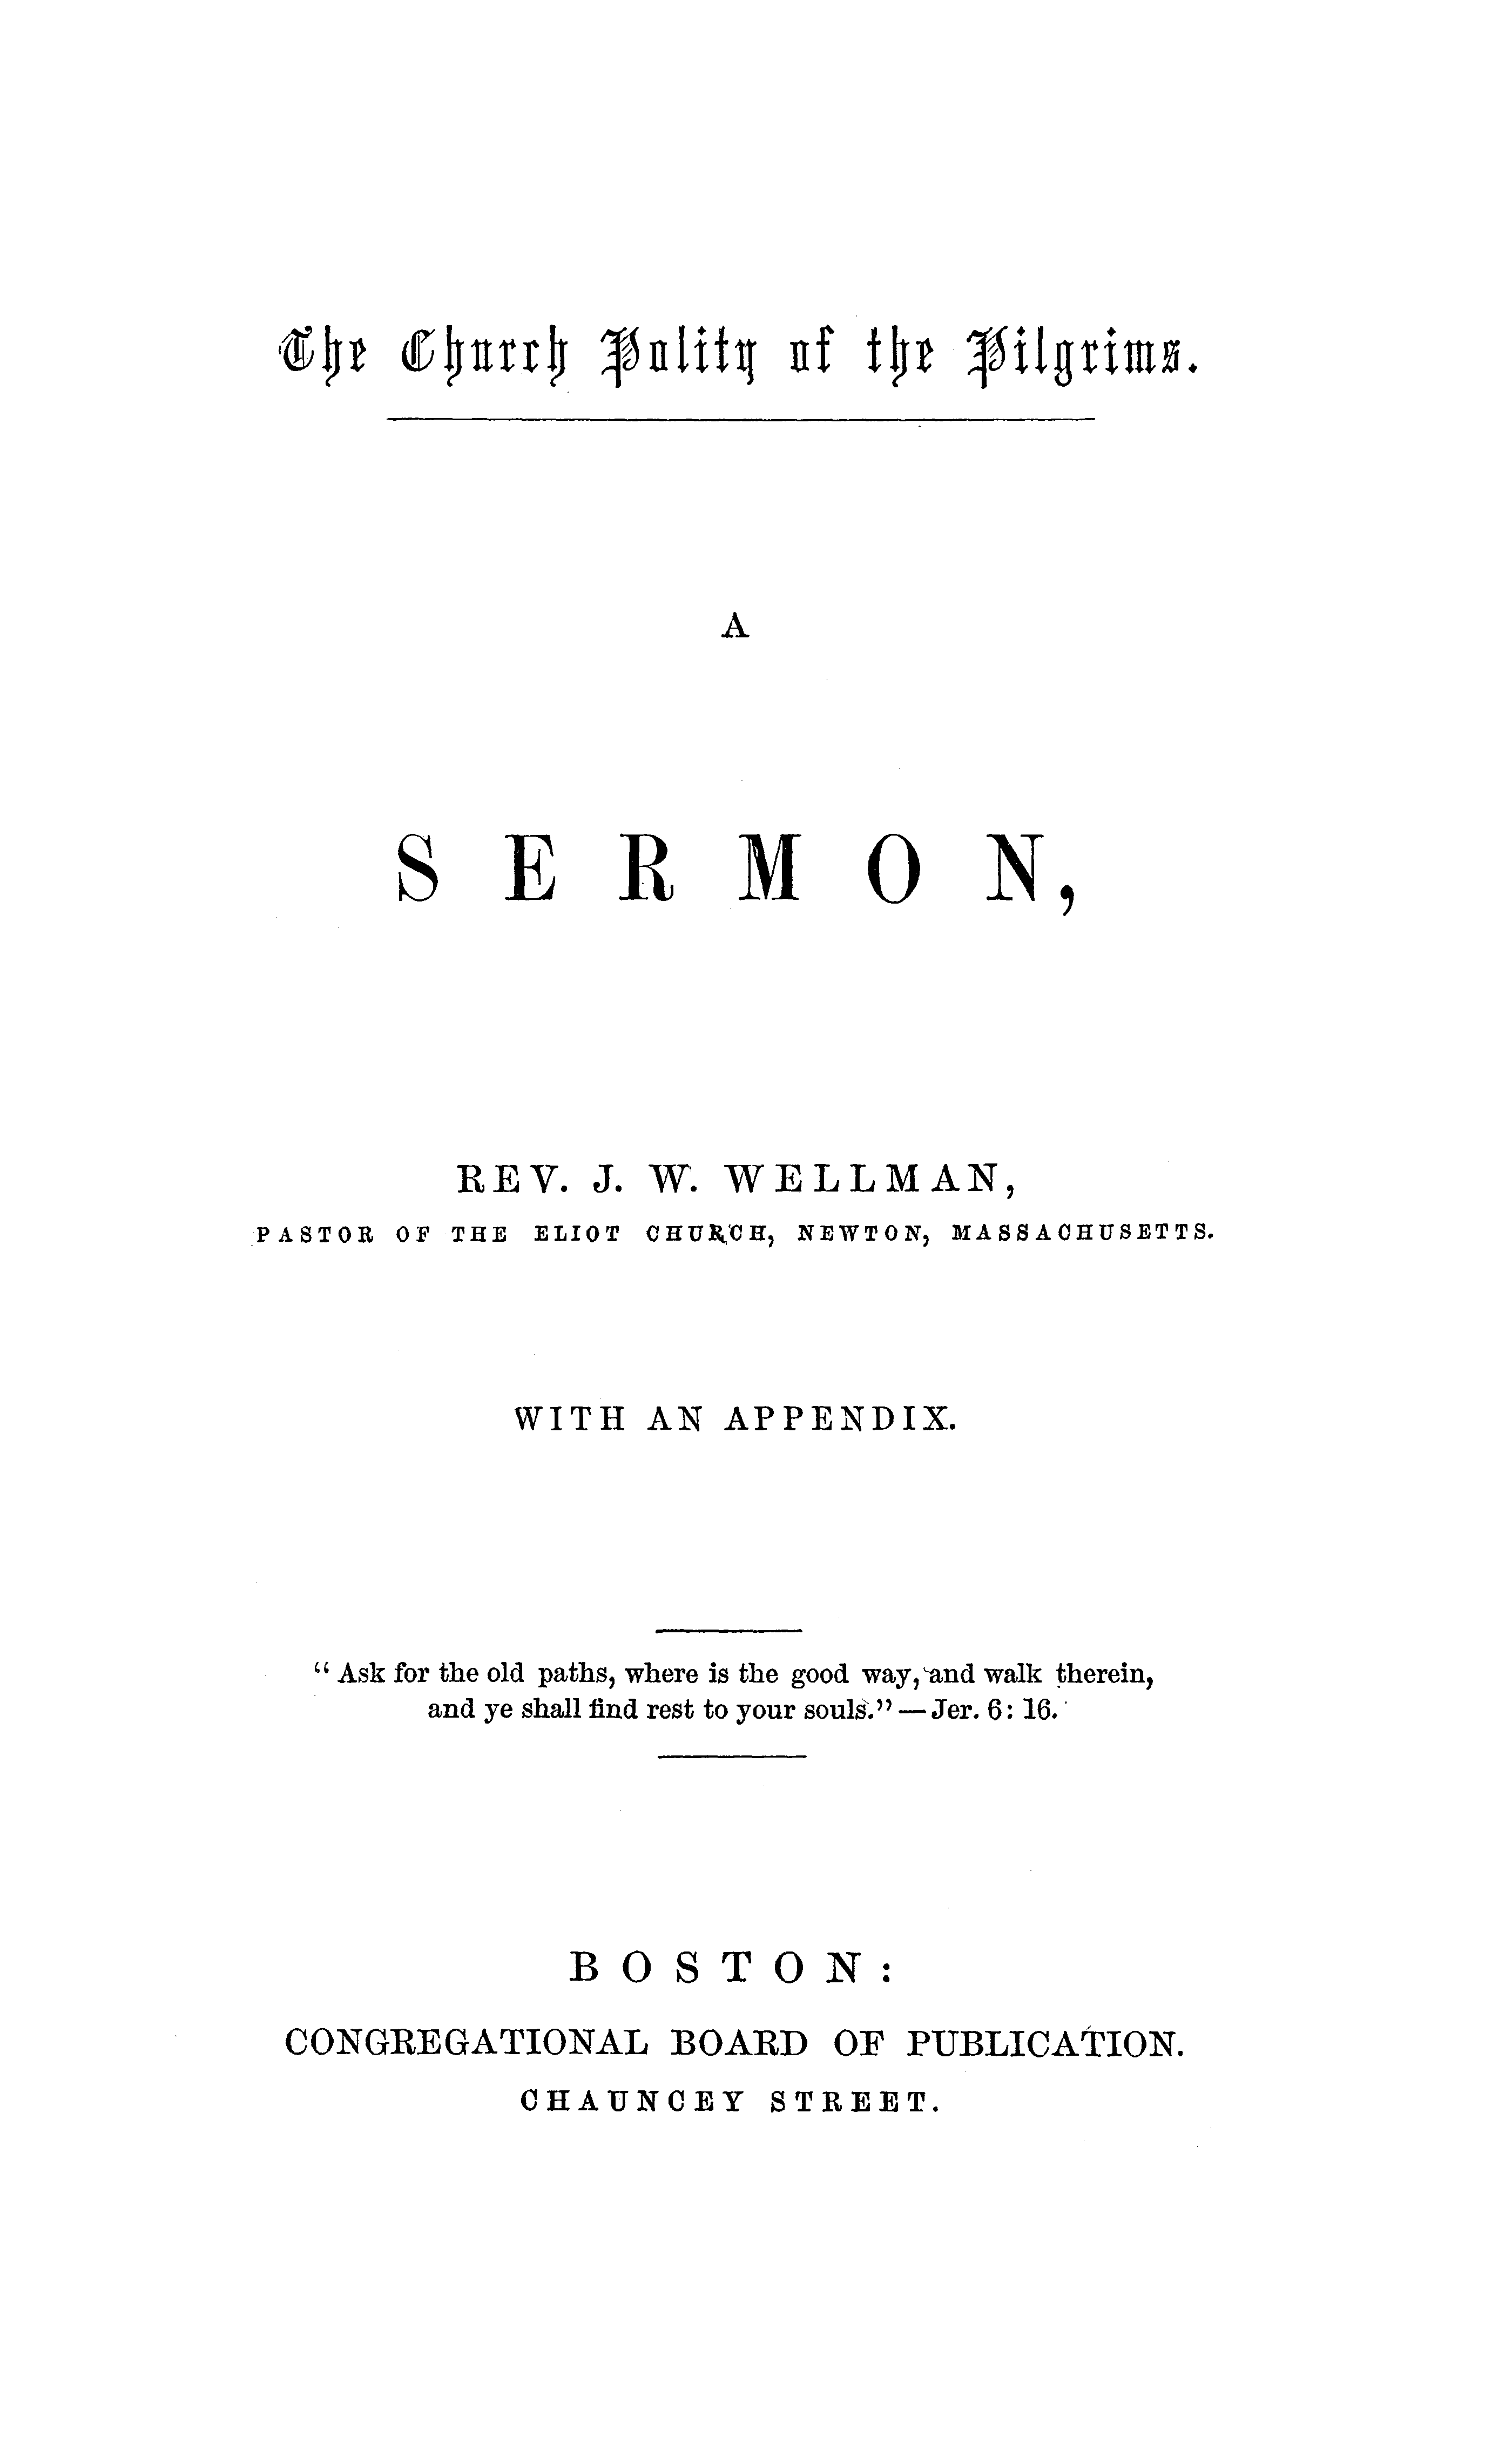 The Church Polity of the Pilgrims.
A
SERMON,
REV. J. W. WELLMAN,
PASTOR OF THE ELIOT CHURCH, NEWTON, MASSACHUSETTS.
WITH AN APPENDIX.
“Ask for the old paths, where is the good way, and walk therein,
and ye shall find rest to your souls.” — Jer. 6: 16.
BOSTON:
CONGREGATIONAL BOARD OF PUBLICATION.
CHAUNCEY STREET.